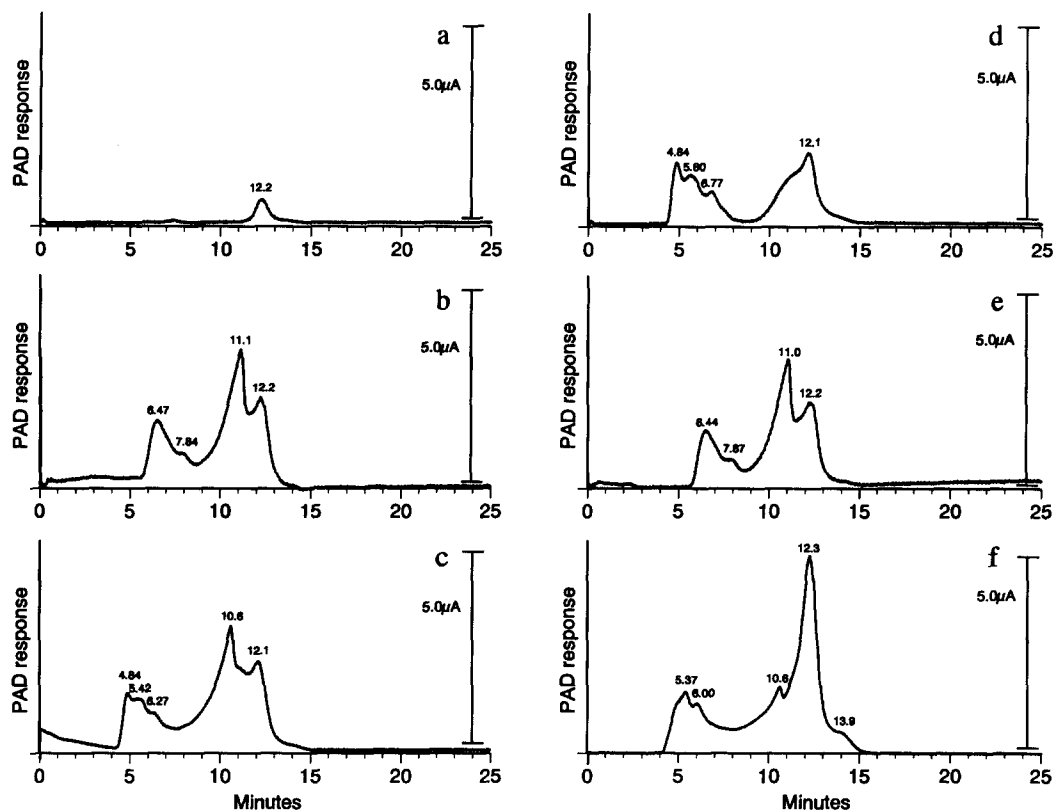 a
PAD response
5.0µA
12.2
0 5 10 15 20 25
b
PAD response
5.0µA
6.47
7.84
11.1
12.2
0 5 10 15 20 25
c
PAD response
5.0µA
4.84
5.42
6.27
10.6
12.1
0 5 10 15 20 25
Minutes
d
PAD response
5.0µA
4.84
5.80
6.77
12.1
0 5 10 15 20 25
e
PAD response
5.0µA
6.44
7.87
11.0
12.2
0 5 10 15 20 25
f
PAD response
5.0µA
5.37
6.00
10.6
12.3
13.9
0 5 10 15 20 25
Minutes